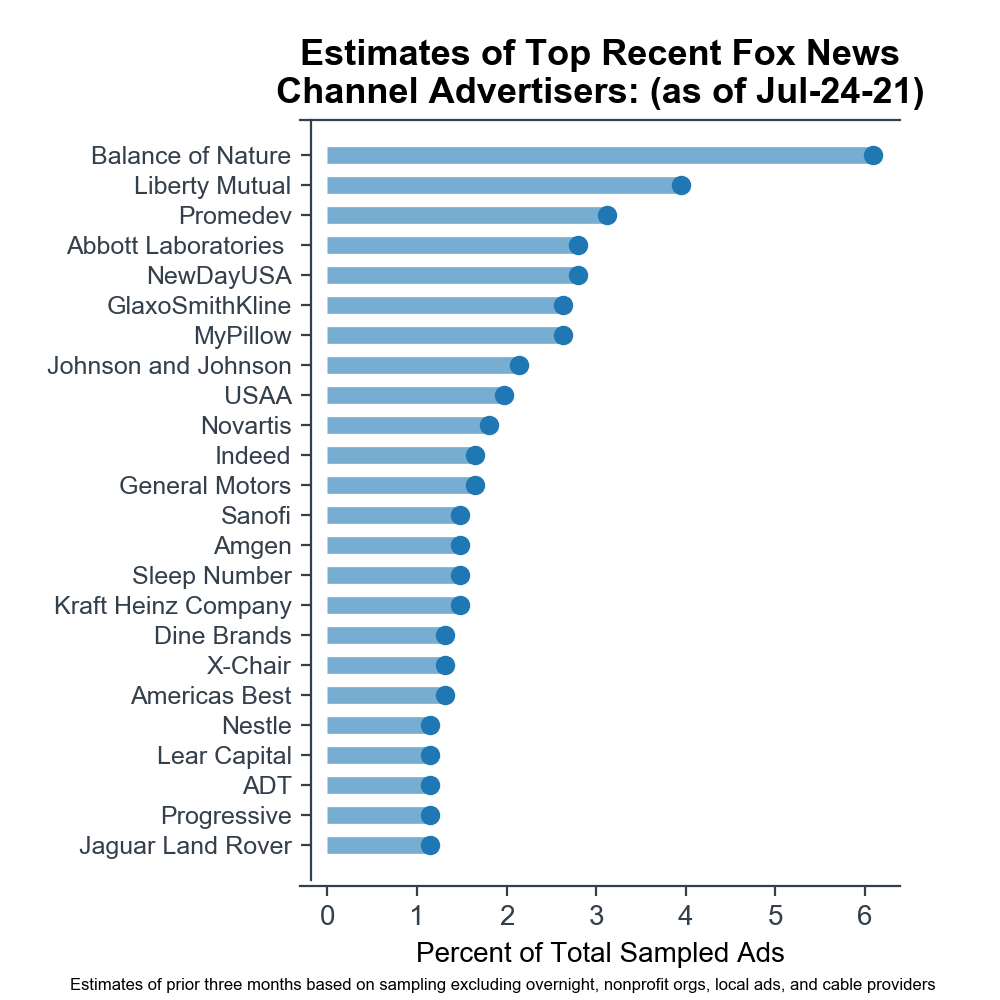 Estimates of Top Recent Fox News
Channel Advertisers: (as of Jul-24-21)
Balance of Nature
Liberty Mutual
Promedev
Abbott Laboratories
NewDayUSA
GlaxoSmithKline
MyPillow
Johnson and Johnson
USAA
Novartis
Indeed
General Motors
Sanofi
Amgen
Sleep Number
Kraft Heinz Company
Dine Brands
X-Chair
Americas Best
Nestle
Lear Capital
ADT
Progressive
Jaguar Land Rover
0 1 2 3 4 5 6
Percent of Total Sampled Ads
Estimates of prior three months based on sampling excluding overnight, nonprofit orgs, local ads, and cable providers